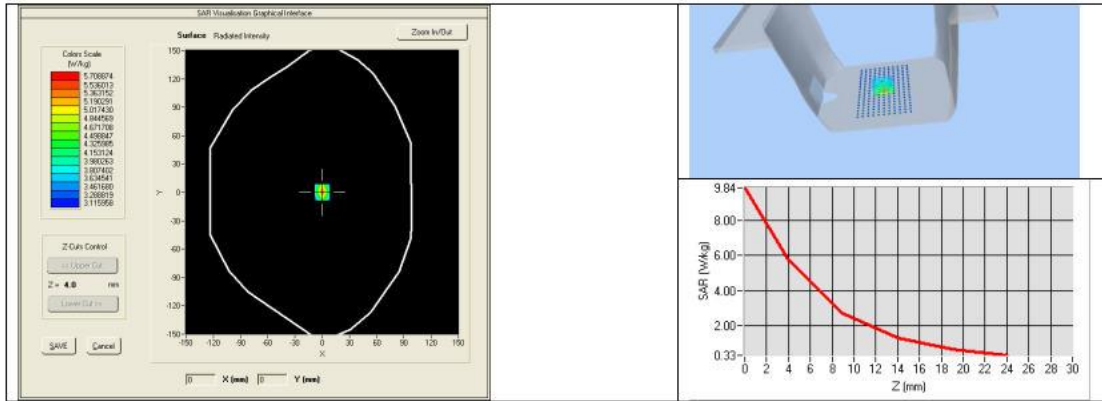 SAR Visualisation Graphical Interface
Surface Radiated Intensity
Zoom In/Out
Colors Scale
(W/kg)
5.708874
5.536013
5.363152
5.190291
5.017430
4.844569
4.671708
4.498847
4.325985
4.153124
3.980263
3.807402
3.634541
3.461680
3.288819
3.115958
Z-Cuts Control
<< Upper Cut
Z = 4.0 mm
Lower Cut >>
SAVE Cancel
150
120
90
60
30
0
-30
-60
-90
-120
-150
Y
-150 -120 -90 -60 -30 0 30 60 90 120 150
X
0 X (mm) 0 Y (mm)
9.84
8.00
6.00
4.00
2.00
0.33
SAR (W/kg)
0 2 4 6 8 10 12 14 16 18 20 22 24 26 28 30
Z (mm)